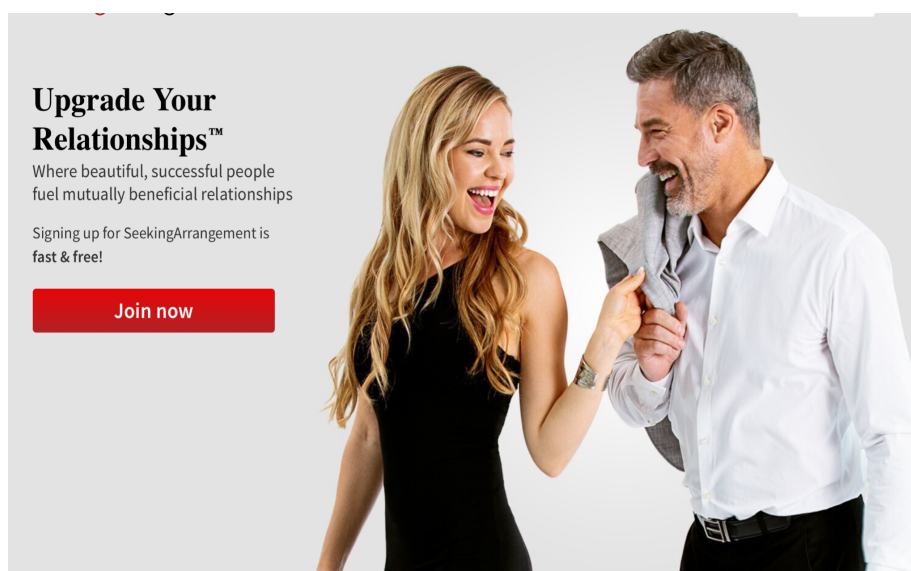 Upgrade Your
Relationships™
Where beautiful, successful people
fuel mutually beneficial relationships
Signing up for SeekingArrangement is
fast & free!
Join now